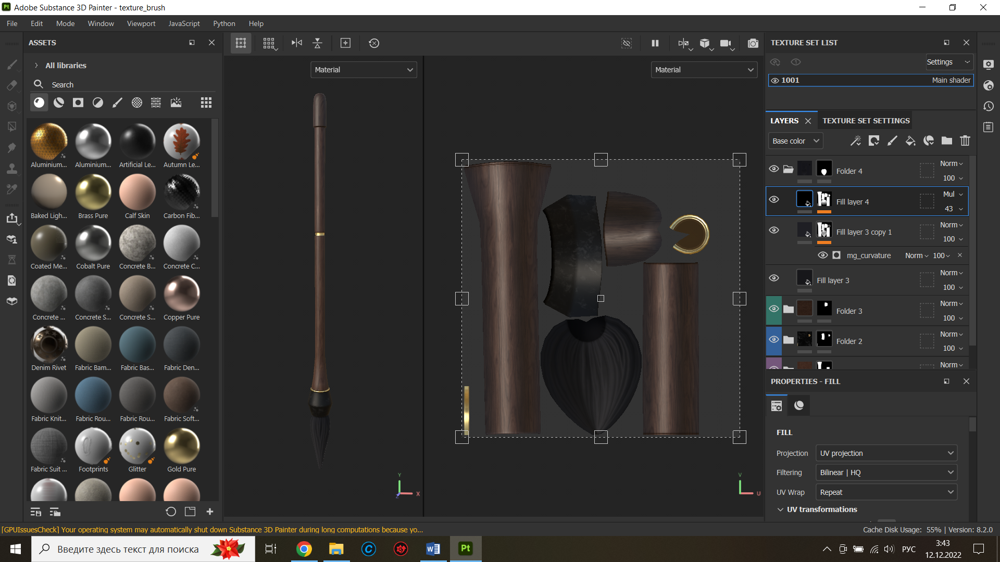 Pt Adobe Substance 3D Painter - texture_brush
File Edit Mode Window Viewport JavaScript Python Help
ASSETS
All libraries
Search
Aluminium... Aluminium... Artificial Le... Autumn Le...
Baked Ligh... Brass Pure Calf Skin Carbon Fib...
Coated Me... Cobalt Pure Concrete B... Concrete C...
Concrete ... Concrete S... Concrete S... Copper Pure
Denim Rivet Fabric Bam... Fabric Bas... Fabric Den...
Fabric Knit... Fabric Rou... Fabric Rou... Fabric Soft...
Fabric Suit ... Footprints Glitter Gold Pure
Material
Y
X
Z
Material
V
U
TEXTURE SET LIST
Settings
1001 Main shader
LAYERS TEXTURE SET SETTINGS
Base color
Folder 4 Norm
100
Fill layer 4 Mul
43
Fill layer 3 copy 1 Norm
100
mg_curvature Norm 100
Fill layer 3 Norm
100
Folder 3 Norm
100
Folder 2 Norm
100
Norm
PROPERTIES - FILL
FILL
Projection UV projection
Filtering Bilinear | HQ
UV Wrap Repeat
UV transformations
[GPUIssuesCheck] Your operating system may automatically shut down Substance 3D Painter during long computations because yo...
Cache Disk Usage: 55% | Version: 8.2.0
Введите здесь текст для поиска
Pt
РУС
3:43
12.12.2022